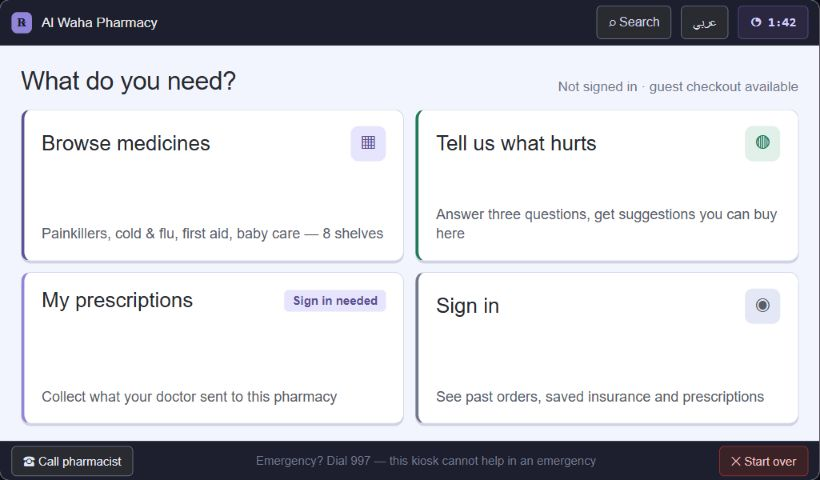 ℞ Al Waha Pharmacy
⌕ Search
عربي
◔ 1:42
What do you need?
Not signed in · guest checkout available
Browse medicines
Painkillers, cold & flu, first aid, baby care — 8 shelves
Tell us what hurts
Answer three questions, get suggestions you can buy
here
My prescriptions
Sign in needed
Collect what your doctor sent to this pharmacy
Sign in
See past orders, saved insurance and prescriptions
☎ Call pharmacist
Emergency? Dial 997 — this kiosk cannot help in an emergency
✕ Start over